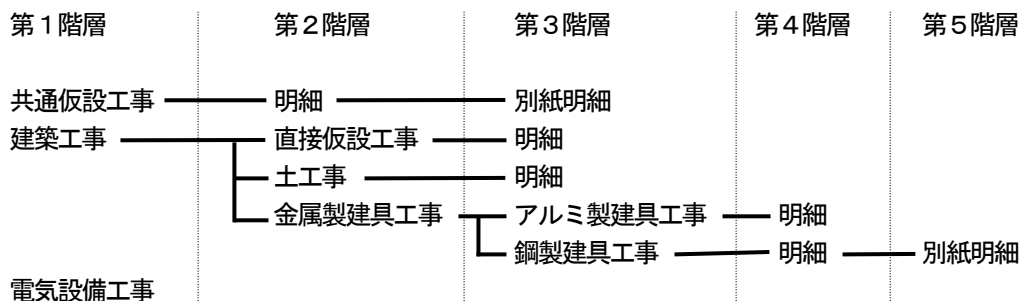 第１階層 第２階層 第３階層 第４階層 第５階層
共通仮設工事 明細 別紙明細
建築工事 直接仮設工事 明細
土工事 明細
金属製建具工事 アルミ製建具工事 明細
鋼製建具工事 明細 別紙明細
電気設備工事